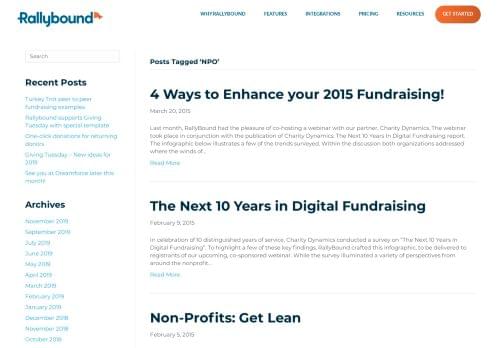 Rallybound
WHY RALLYBOUND FEATURES INTEGRATIONS PRICING RESOURCES GET STARTED
Search
Recent Posts
Turkey Trot peer to peer
fundraising examples
Rallybound supports Giving
Tuesday with special template
One-click donations for returning
donors
Giving Tuesday – New ideas for
2019
See you at Dreamforce later this
month!
Archives
November 2019
September 2019
July 2019
June 2019
May 2019
April 2019
March 2019
February 2019
January 2019
December 2018
November 2018
October 2018
Posts Tagged 'NPO'
4 Ways to Enhance your 2015 Fundraising!
March 20, 2015
Last month, RallyBound had the pleasure of co-hosting a webinar with our partner, Charity Dynamics. The webinar
took place in conjunction with the publication of Charity Dynamics: The Next 10 Years in Digital Fundraising report.
The infographic below illustrates a few of the trends surveyed. Within the discussion both organizations addressed
where the winds of...
Read More
The Next 10 Years in Digital Fundraising
February 9, 2015
In celebration of 10 distinguished years of service, Charity Dynamics conducted a survey on "The Next 10 Years in
Digital Fundraising". To highlight a few of these key findings, RallyBound crafted this infographic, to be delivered to
registrants of our upcoming, co-sponsored webinar. While the survey illuminated a variety of perspectives from
around the nonprofit...
Read More
Non-Profits: Get Lean
February 5, 2015